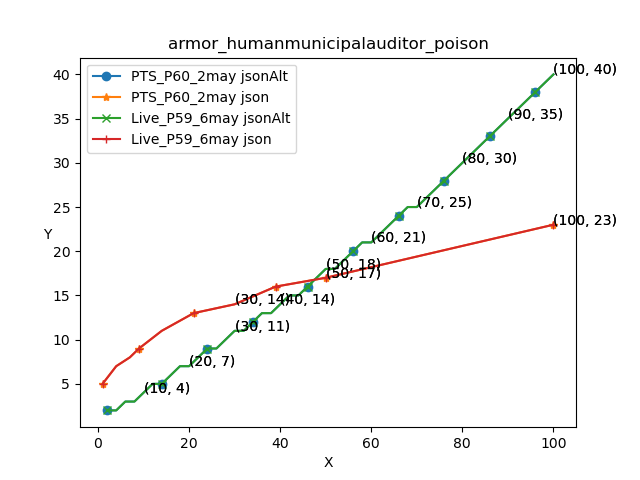 armor_humanmunicipalauditor_poison
PTS_P60_2may jsonAlt
PTS_P60_2may json
Live_P59_6may jsonAlt
Live_P59_6may json
(100, 40)
(90, 35)
(80, 30)
(70, 25)
(100, 23)
(60, 21)
(50, 18)
(50, 17)
(30, 14)
(40, 14)
(30, 11)
(20, 7)
(10, 4)
40
35
30
25
20
15
10
5
Y
0 20 40 60 80 100
X